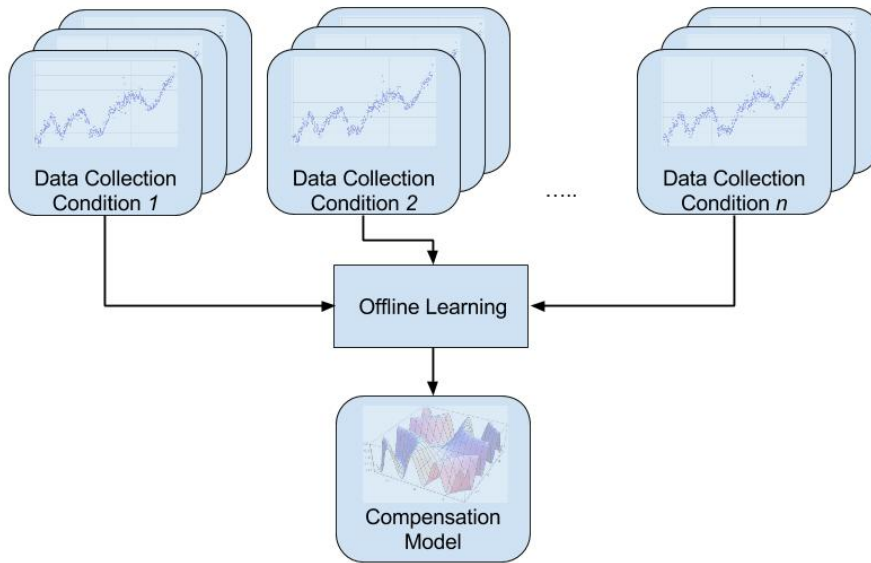 Data Collection
Condition 1
Data Collection
Condition 2
.....
Data Collection
Condition n
Offline Learning
Compensation
Model